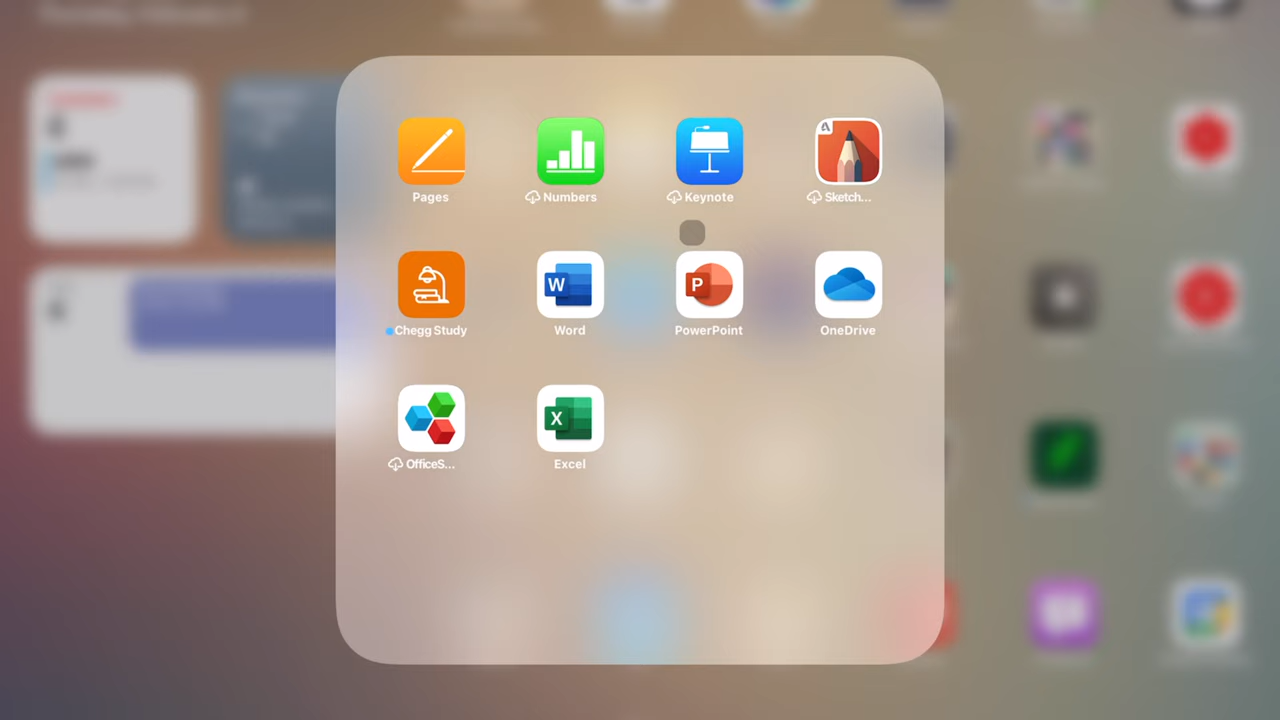 Pages
Numbers
Keynote
Sketch...
Chegg Study
W
Word
P
PowerPoint
OneDrive
OfficeS...
X
Excel